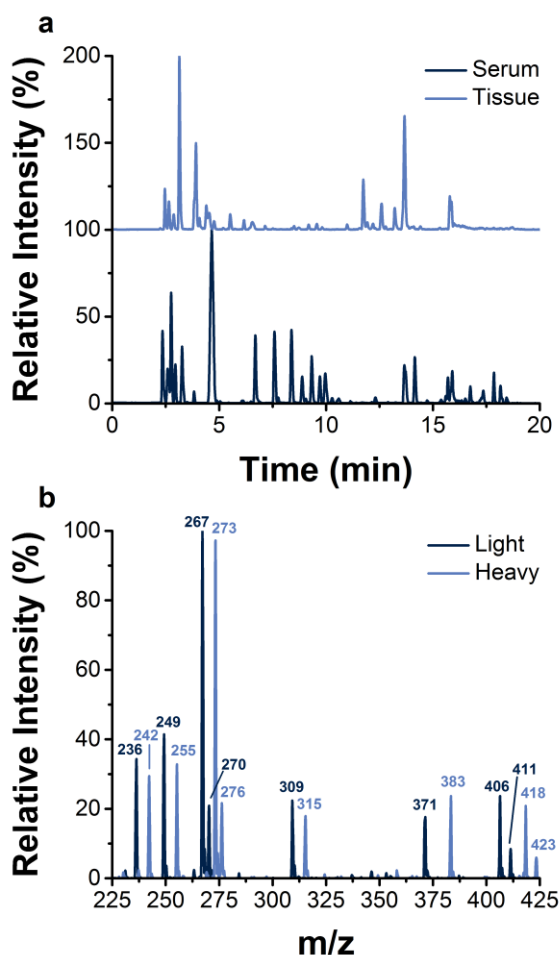 a
200
150
100
50
0
Relative Intensity (%)
Serum
Tissue
0 5 10 15 20
Time (min)
b
100
80
60
40
20
0
Relative Intensity (%)
Light
Heavy
267 273
249
236 242
255
270
276
309
315
371
383
406
411
418
423
225 250 275 300 325 350 375 400 425
m/z